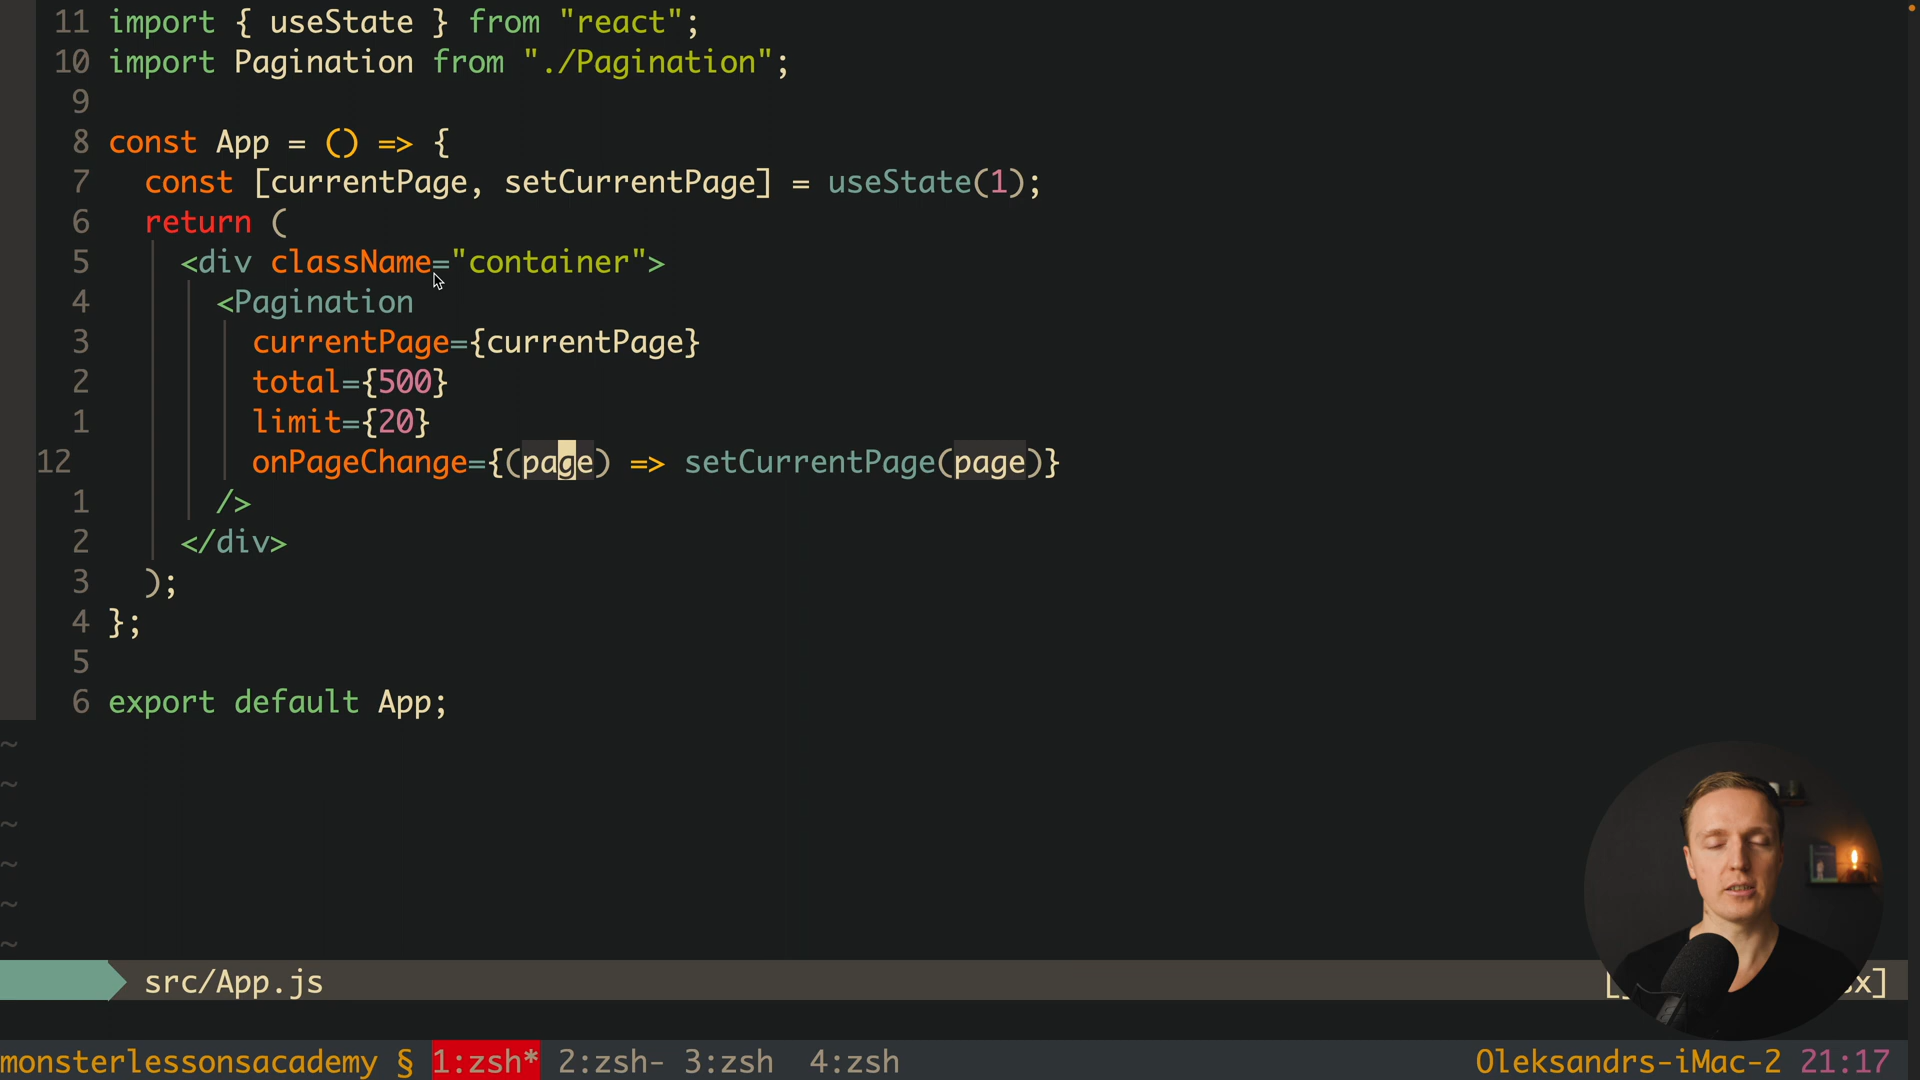 11 import { useState } from "react";
10 import Pagination from "./Pagination";
9
8 const App = () => {
7 const [currentPage, setCurrentPage] = useState(1);
6 return (
5 <div className="container">
4 <Pagination
3 currentPage={currentPage}
2 total={500}
1 limit={20}
12 onPageChange={(page) => setCurrentPage(page)}
1 />
2 </div>
3 );
4 };
5
6 export default App;
~
~
~
~
~
~
src/App.js
monsterlessonsacademy § 1:zsh* 2:zsh- 3:zsh 4:zsh Oleksandrs-iMac-2 21:17